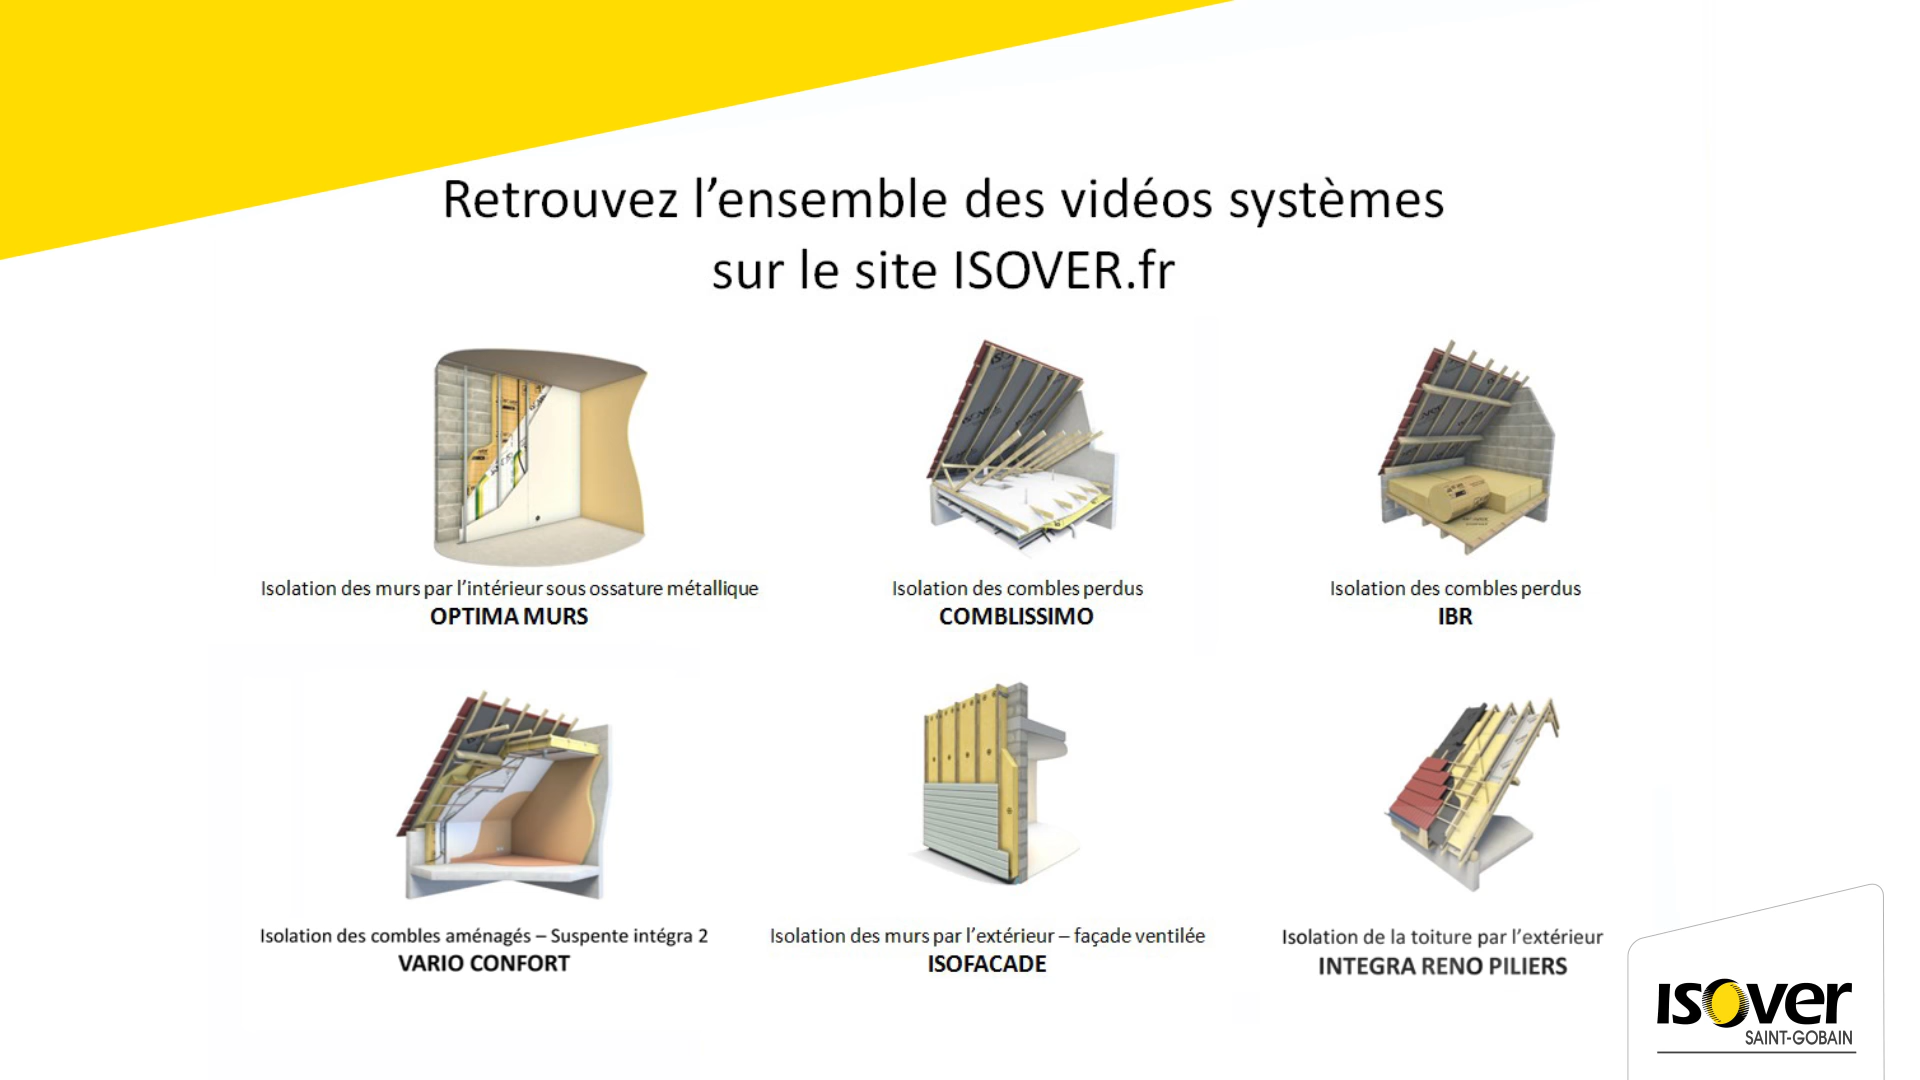 Retrouvez l’ensemble des vidéos systèmes
sur le site ISOVER.fr
Isolation des murs par l’intérieur sous ossature métallique
OPTIMA MURS
Isolation des combles perdus
COMBLISSIMO
Isolation des combles perdus
IBR
Isolation des combles aménagés – Suspente intégra 2
VARIO CONFORT
Isolation des murs par l’extérieur – façade ventilée
ISOFACADE
Isolation de la toiture par l’extérieur
INTEGRA RENO PILIERS
ISOVER
SAINT-GOBAIN